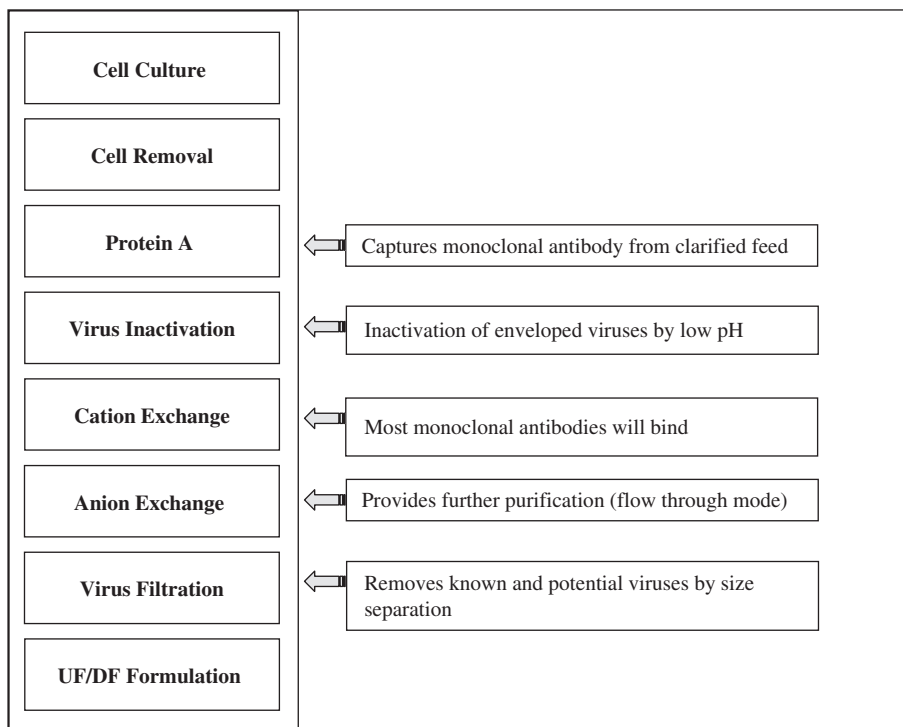 Cell Culture
Cell Removal
Protein A
Captures monoclonal antibody from clarified feed
Virus Inactivation
Inactivation of enveloped viruses by low pH
Cation Exchange
Most monoclonal antibodies will bind
Anion Exchange
Provides further purification (flow through mode)
Virus Filtration
Removes known and potential viruses by size
separation
UF/DF Formulation